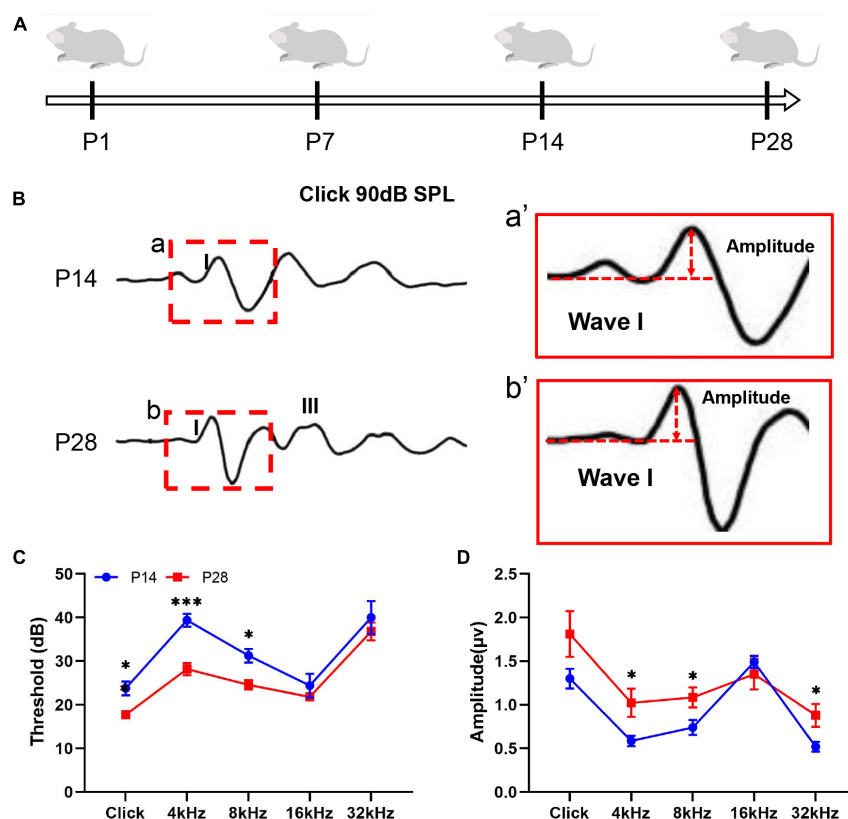 A
P1 P7 P14 P28
B
Click 90dB SPL
a
I
P14
a’
Amplitude
Wave I
b
I
III
P28
b’
Amplitude
Wave I
C
P14 P28
Threshold (dB)
50
40
30
20
10
0
*
*
***
*
Click 4kHz 8kHz 16kHz 32kHz
D
Amplitude(μv)
2.5
2.0
1.5
1.0
0.5
0.0
*
*
*
Click 4kHz 8kHz 16kHz 32kHz